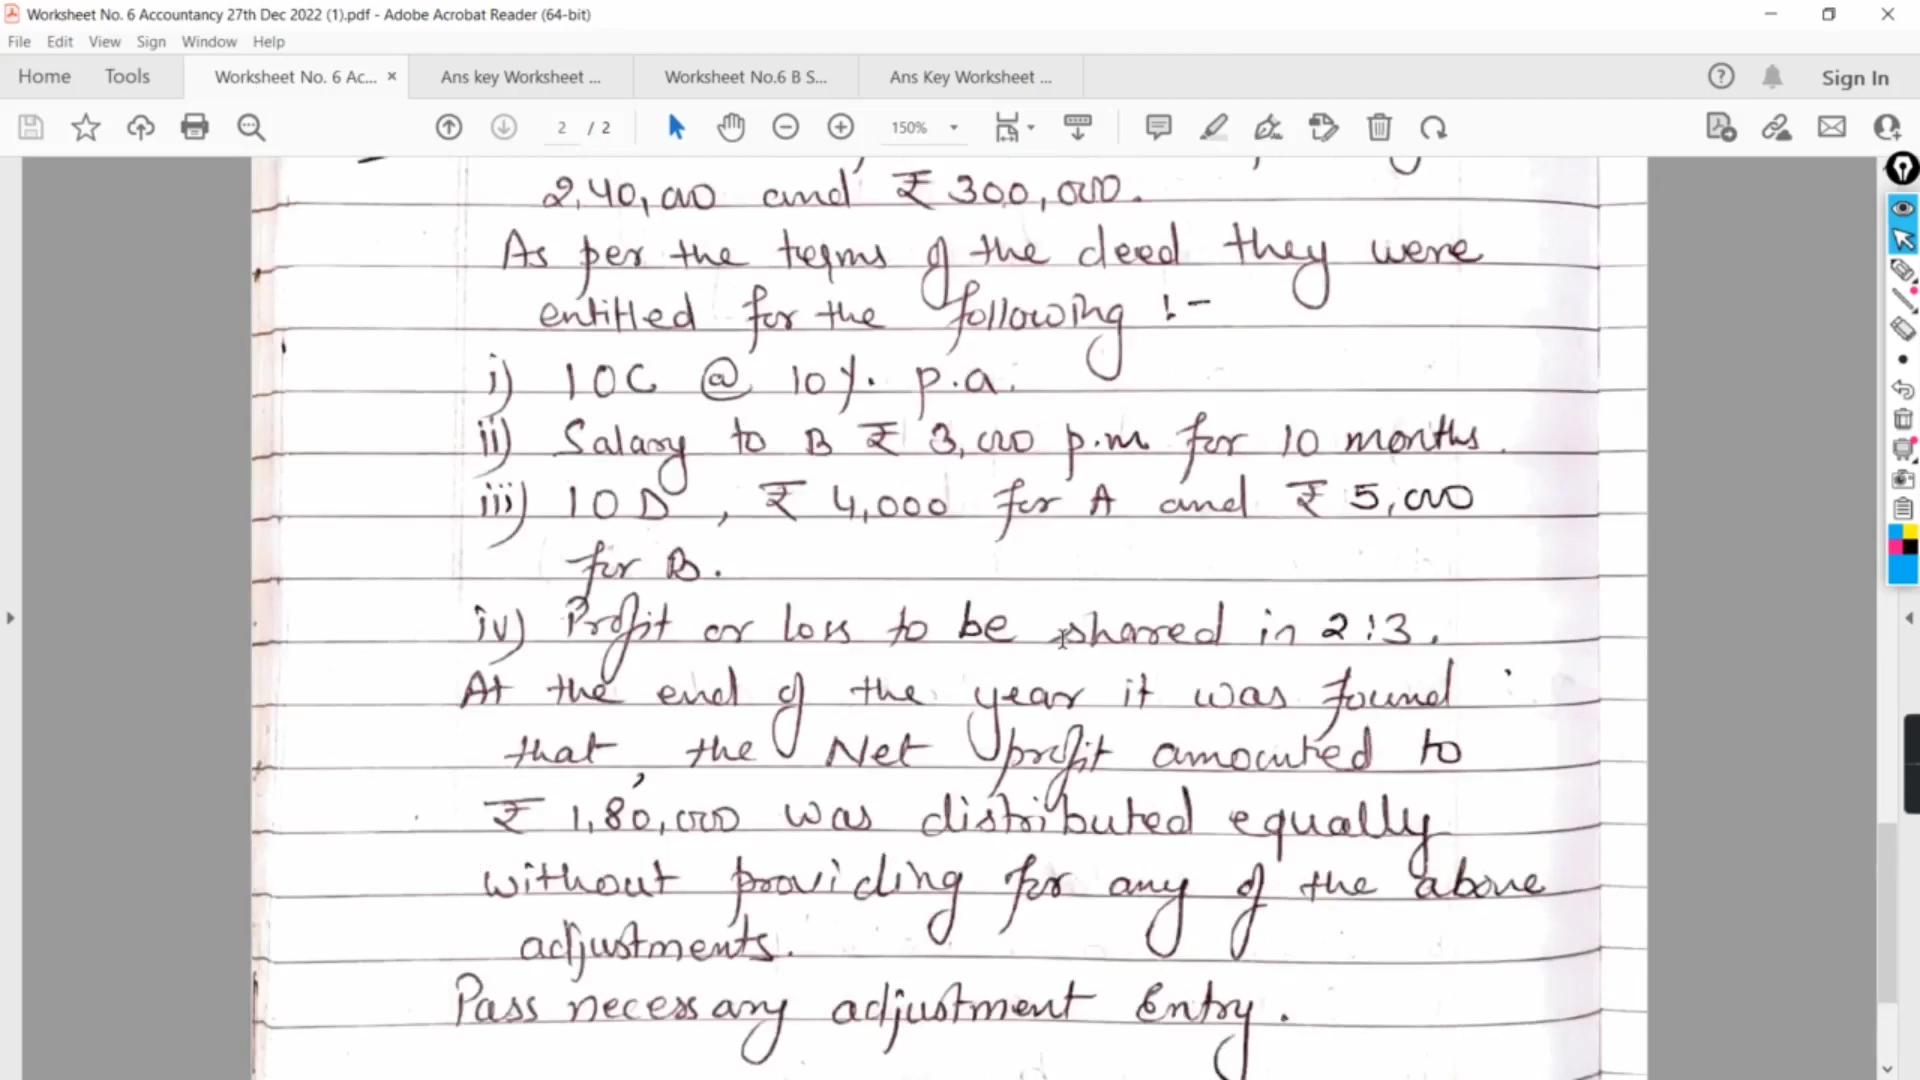 Worksheet No. 6 Accountancy 27th Dec 2022 (1).pdf - Adobe Acrobat Reader (64-bit)
File Edit View Sign Window Help
Home Tools Worksheet No. 6 Ac... × Ans key Worksheet ... Worksheet No.6 B S... Ans Key Worksheet ... Sign In
2 / 2 150%
2,40,000 and ₹ 300,000.
As per the terms of the deed they were
entitled for the following :-
i) IOC @ 10%. p.a.
ii) Salary to B ₹ 3,000 p.m for 10 months.
iii) IOD, ₹ 4,000 for A and ₹ 5,000
for B.
iv) Profit or loss to be shared in 2:3.
At the end of the year it was found
that, the Net profit amounted to
₹ 1,80,000 was distributed equally
without providing for any of the above
adjustments.
Pass necessary adjustment Entry.